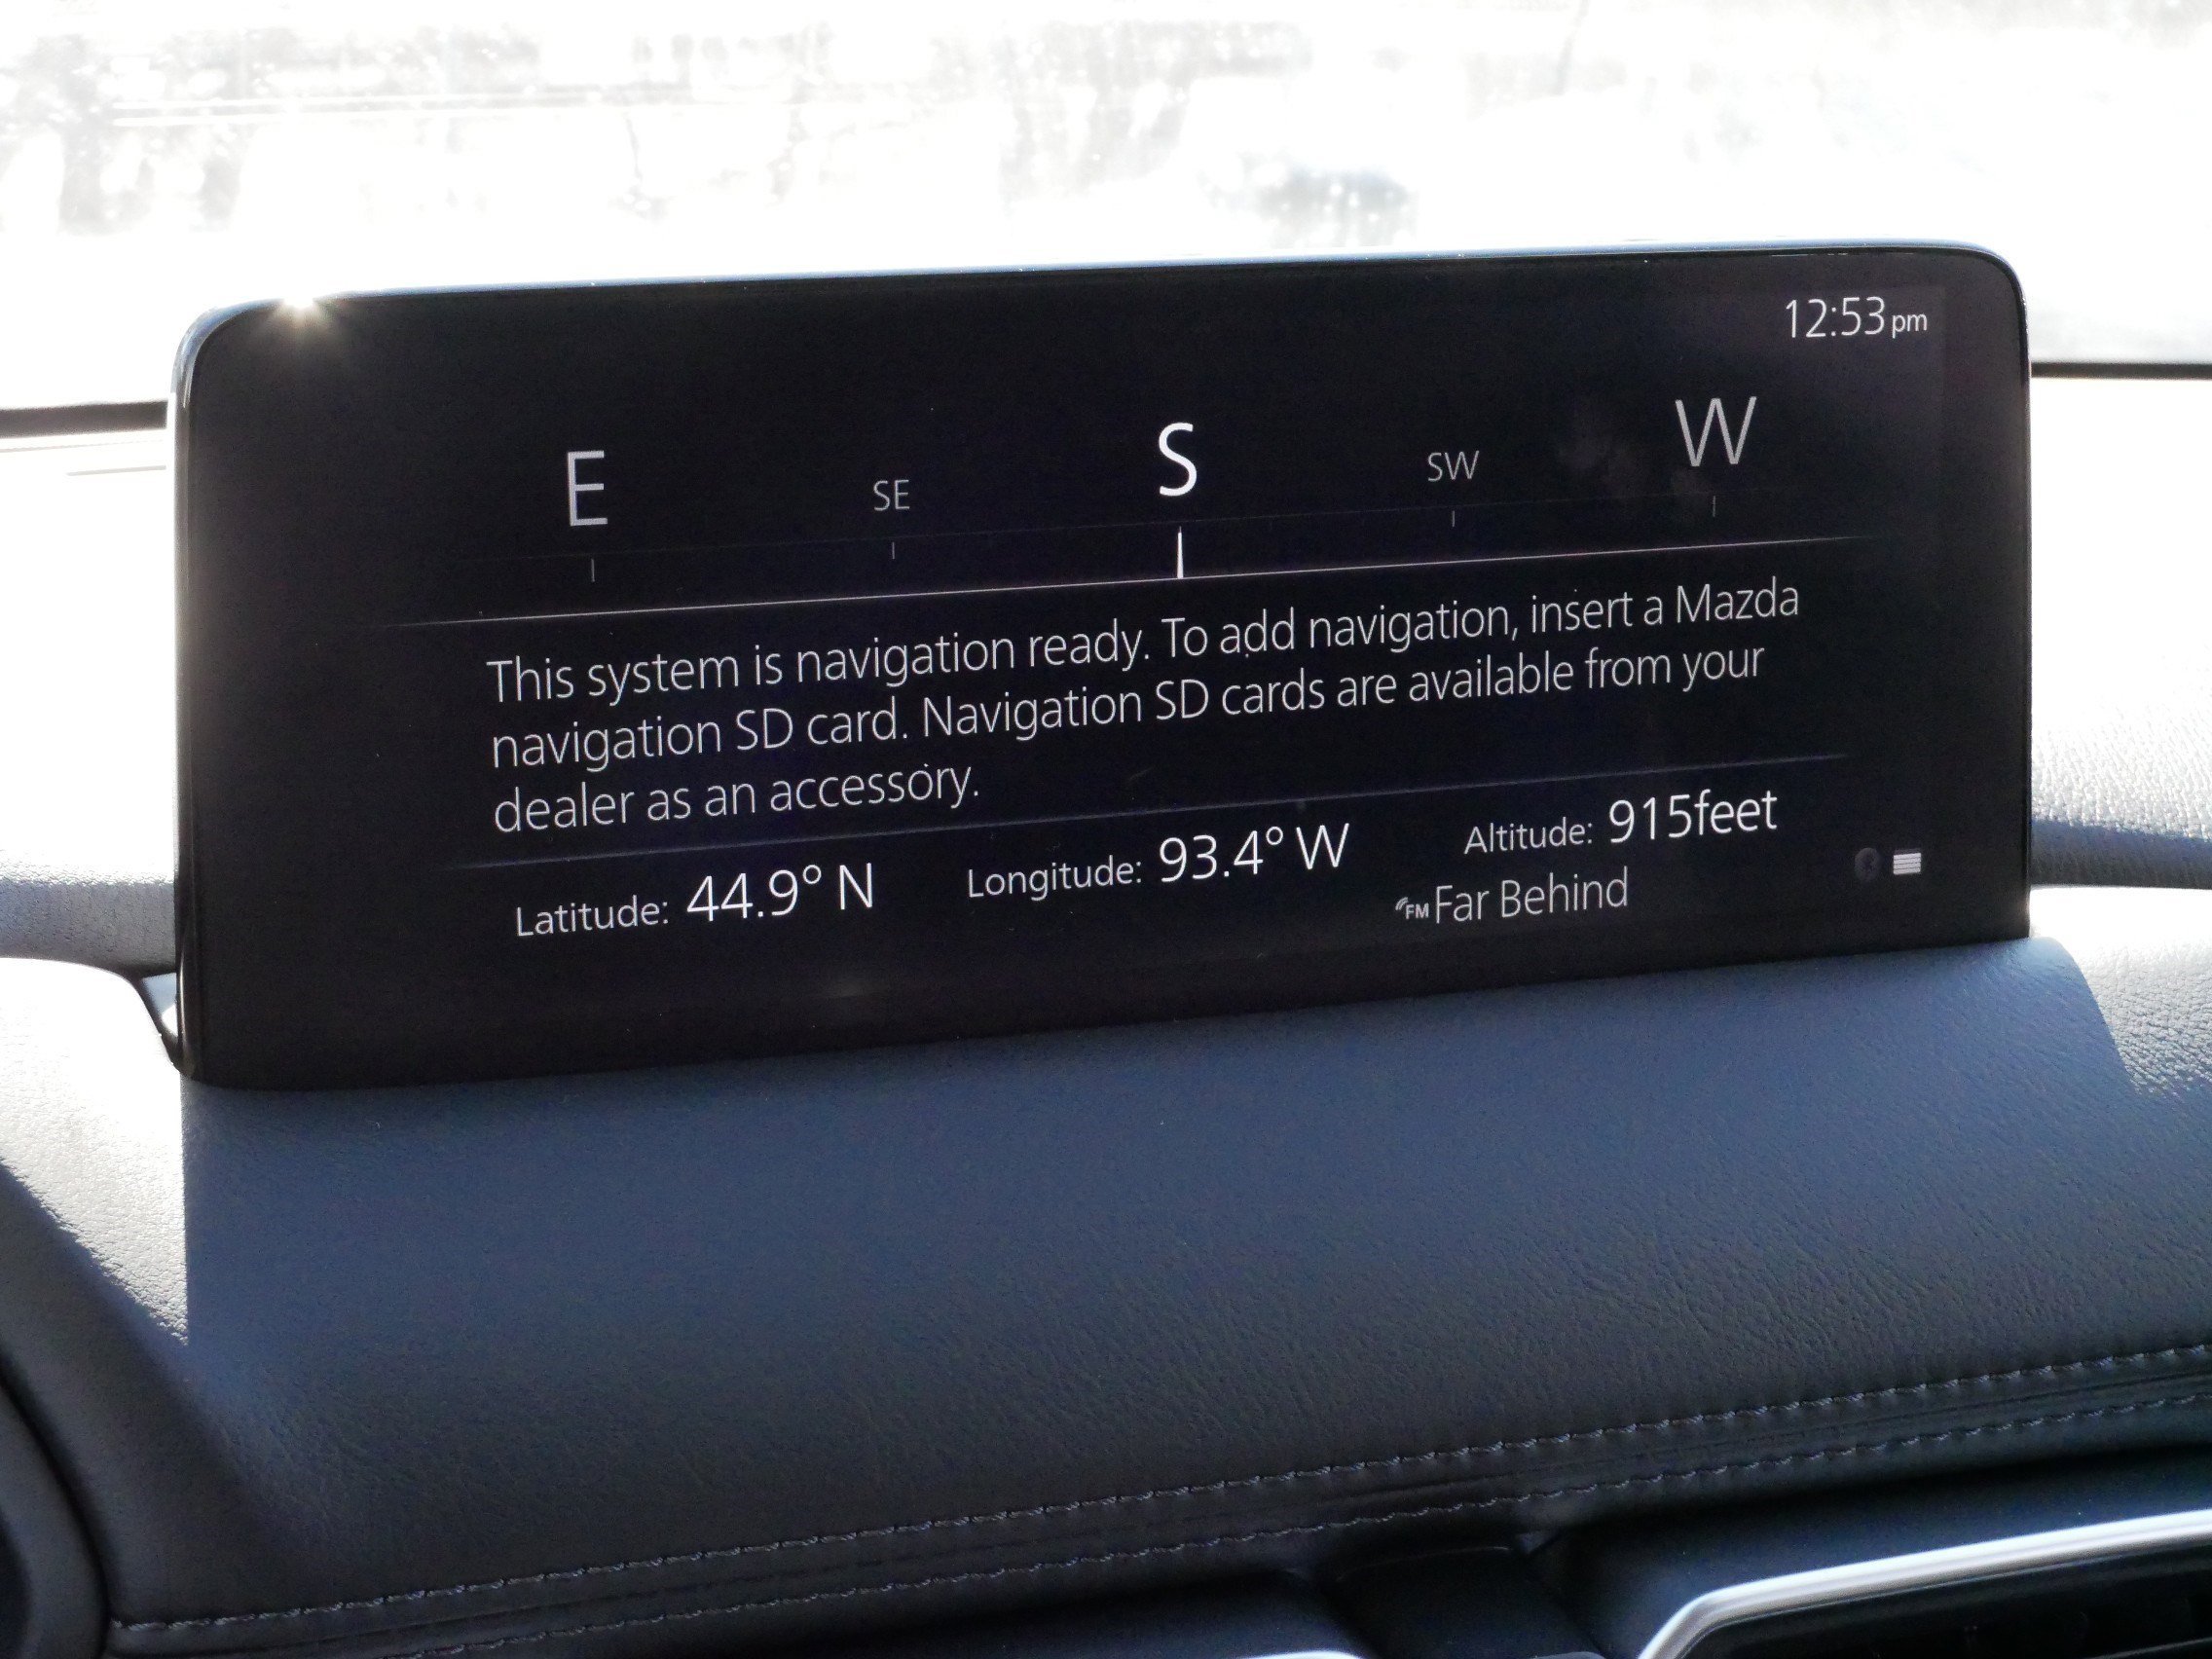 12:53 pm
E SE S SW W
This system is navigation ready. To add navigation, insert a Mazda
navigation SD card. Navigation SD cards are available from your
dealer as an accessory.
Latitude: 44.9° N Longitude: 93.4° W Altitude: 915feet
FM Far Behind